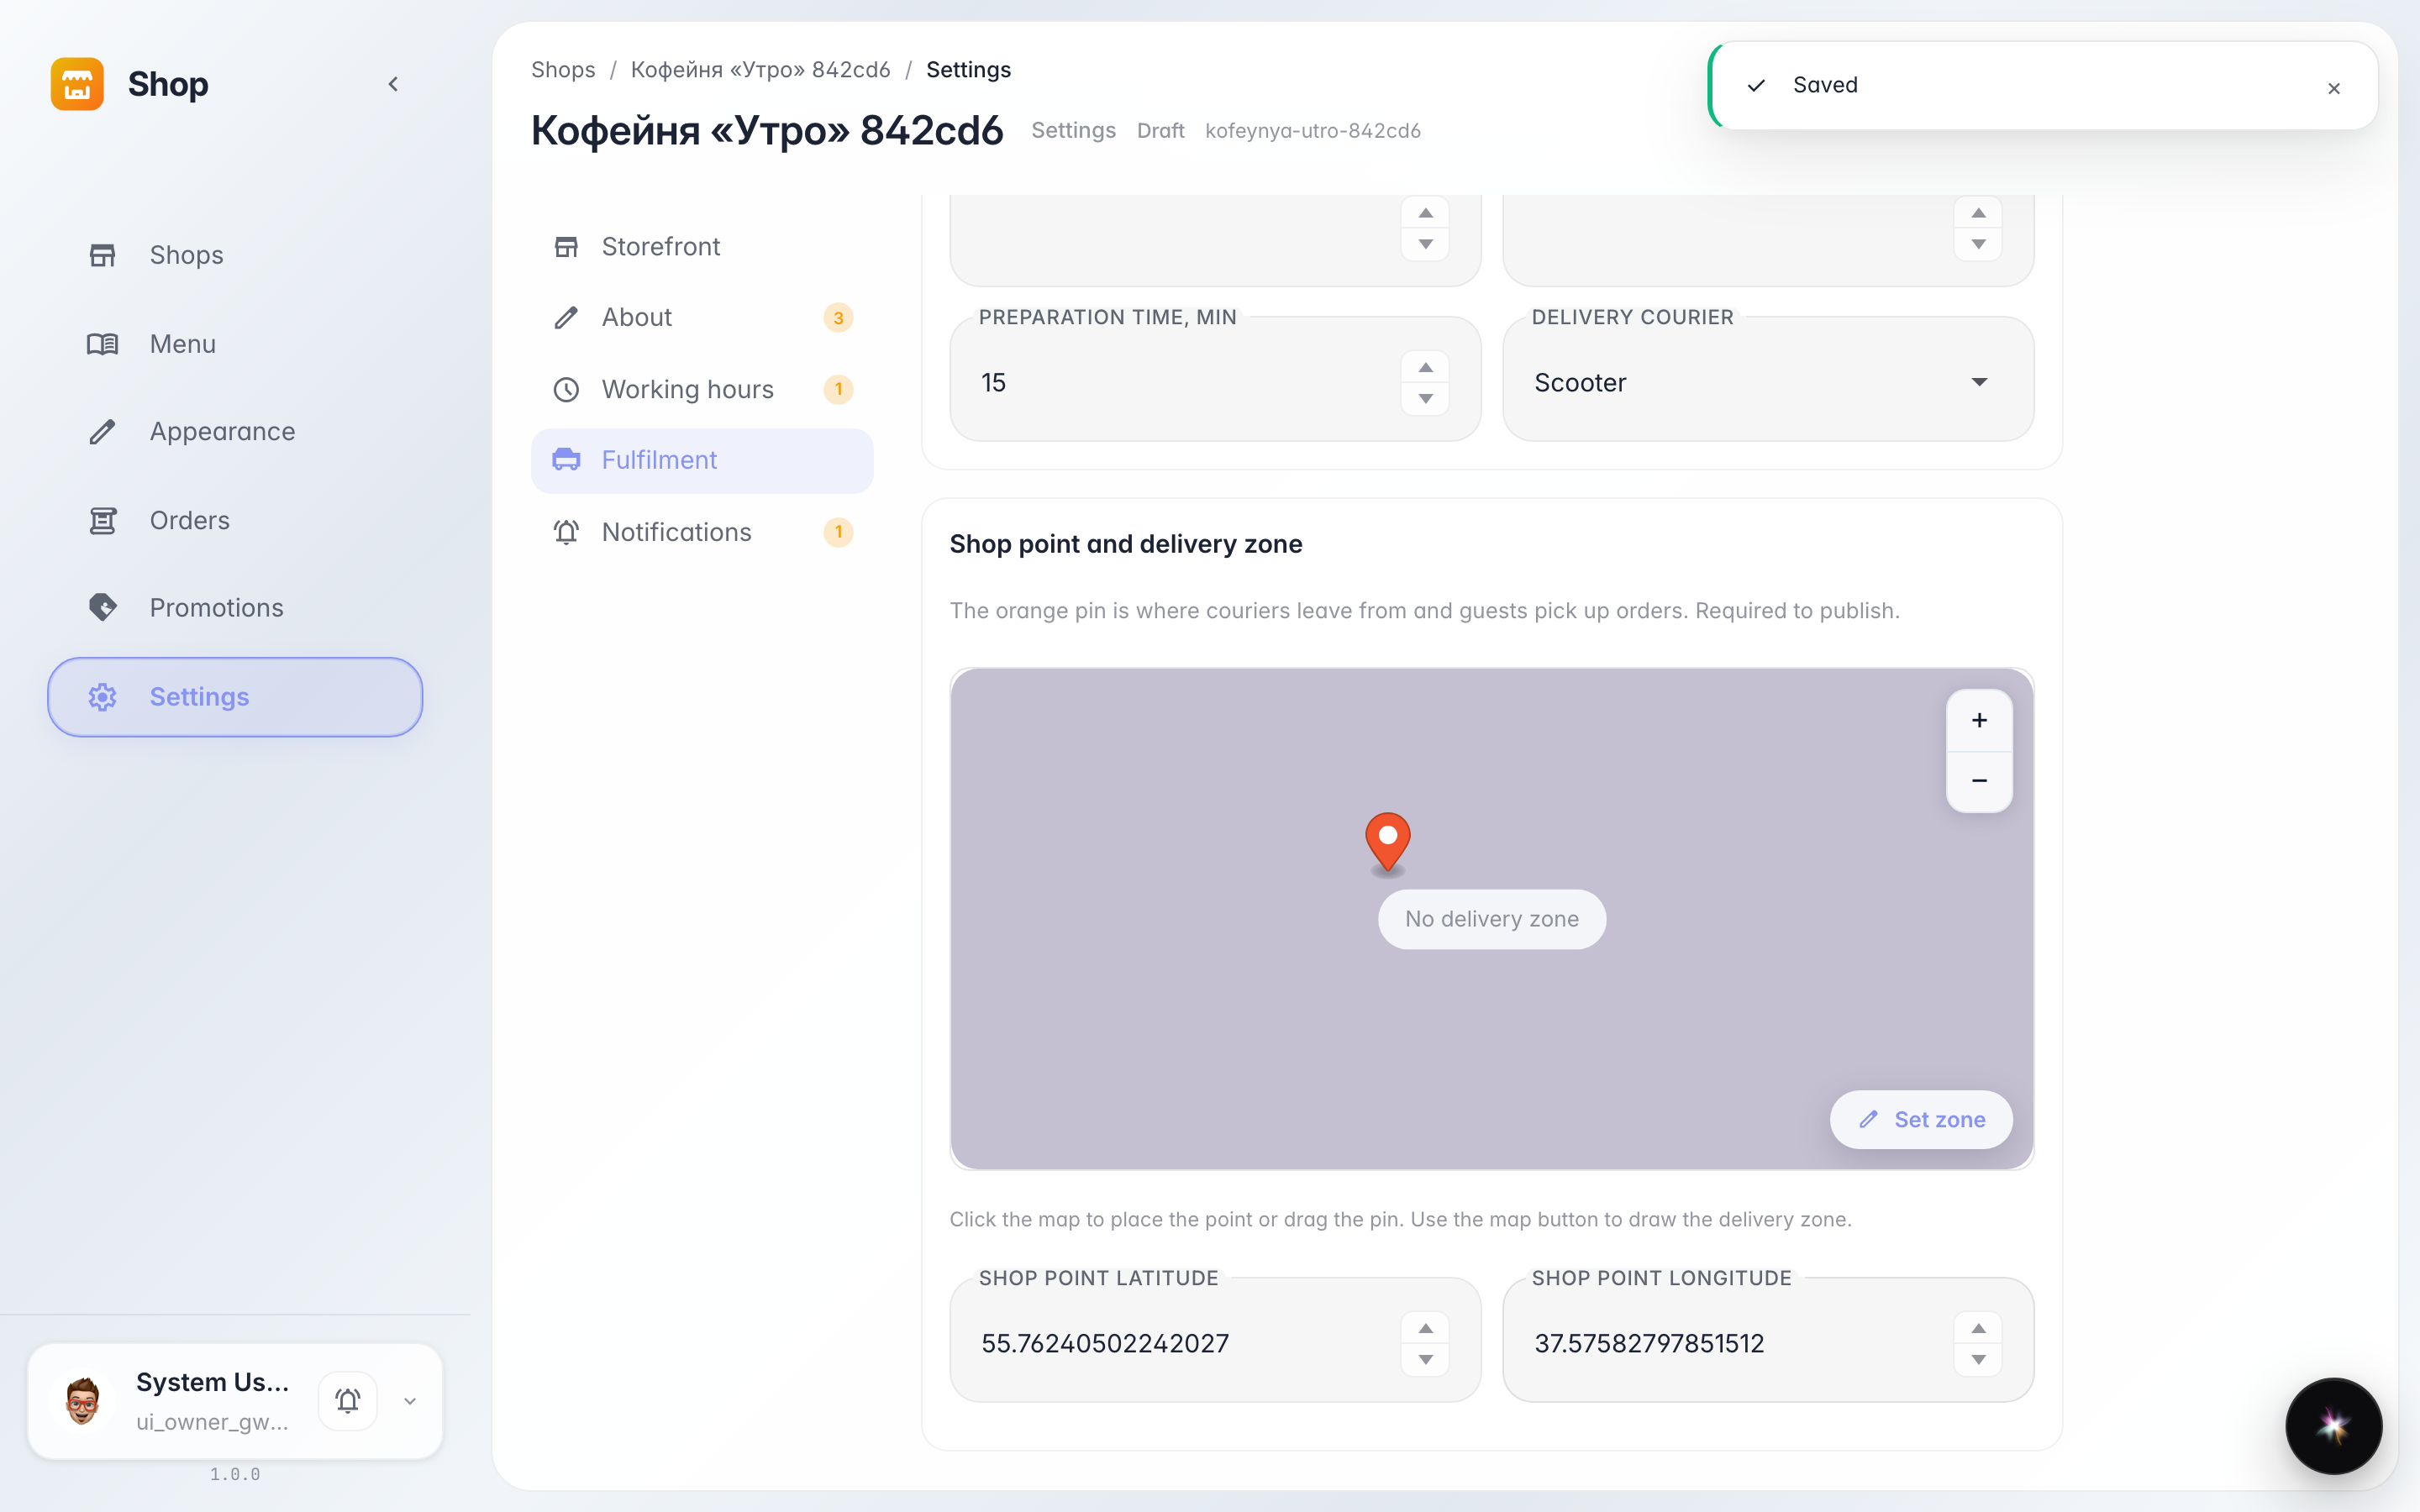 Shop
Shops
Menu
Appearance
Orders
Promotions
Settings
System Us...
ui_owner_gw...
1.0.0
Shops / Кофейня «Утро» 842cd6 / Settings
Кофейня «Утро» 842cd6 Settings Draft kofeynya-utro-842cd6
Saved
Storefront
About 3
Working hours 1
Fulfilment
Notifications 1
PREPARATION TIME, MIN
15
DELIVERY COURIER
Scooter
Shop point and delivery zone
The orange pin is where couriers leave from and guests pick up orders. Required to publish.
+
−
No delivery zone
Set zone
Click the map to place the point or drag the pin. Use the map button to draw the delivery zone.
SHOP POINT LATITUDE
55.76240502242027
SHOP POINT LONGITUDE
37.57582797851512